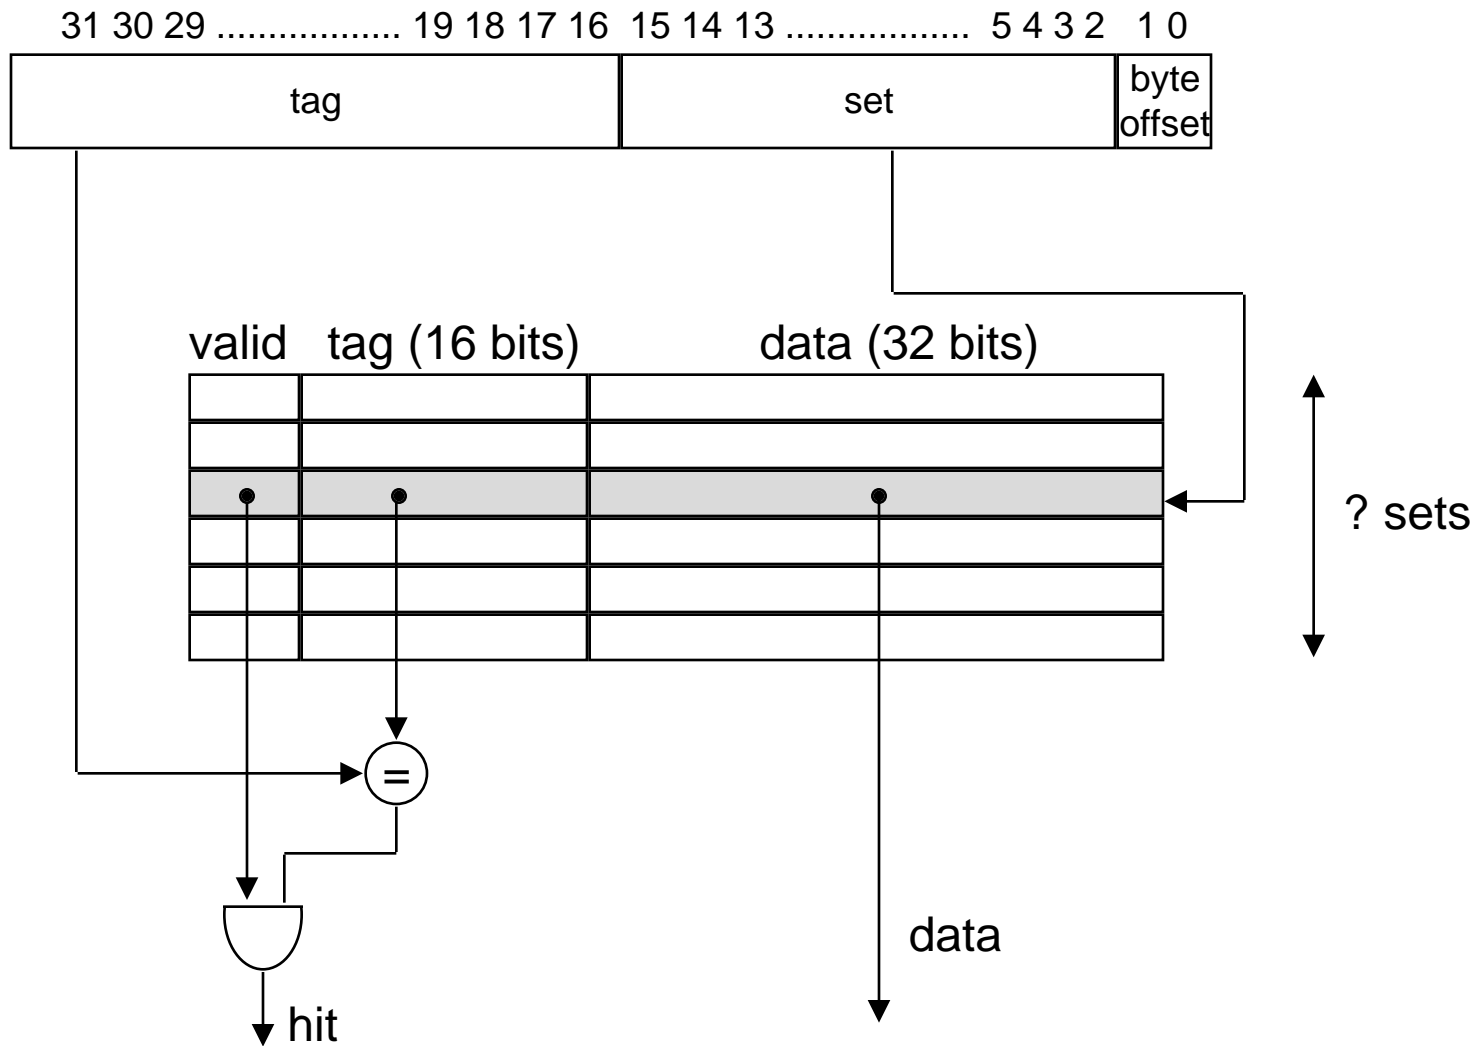 31 30 29 .................. 19 18 17 16 15 14 13 .................. 5 4 3 2 1 0
tag
set
byte
offset
valid tag (16 bits) data (32 bits)
? sets
=
data
hit